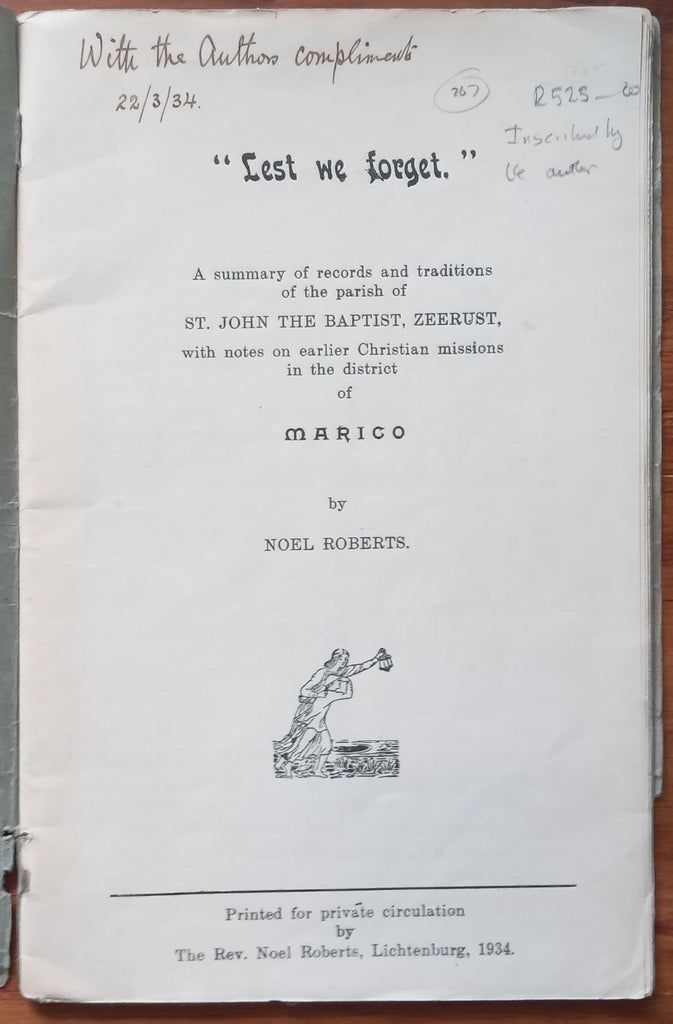 With the Authors compliments
22/3/34.
267
R525-00
Inscribed by
the author
"Lest we forget."
A summary of records and traditions
of the parish of
ST. JOHN THE BAPTIST, ZEERUST,
with notes on earlier Christian missions
in the district
of
MARICO
by
NOEL ROBERTS.
Printed for private circulation
by
The Rev. Noel Roberts, Lichtenburg, 1934.